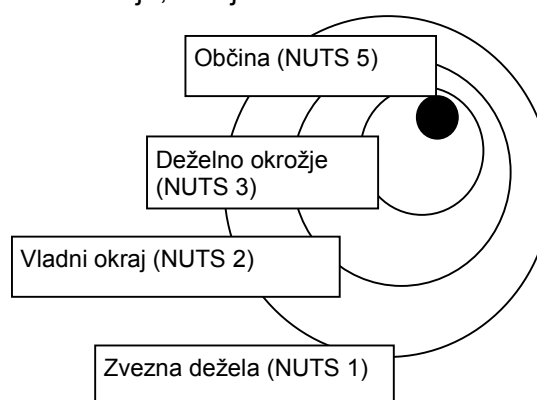 Občina (NUTS 5)
Deželno okrožje
(NUTS 3)
Vladni okraj (NUTS 2)
Zvezna dežela (NUTS 1)